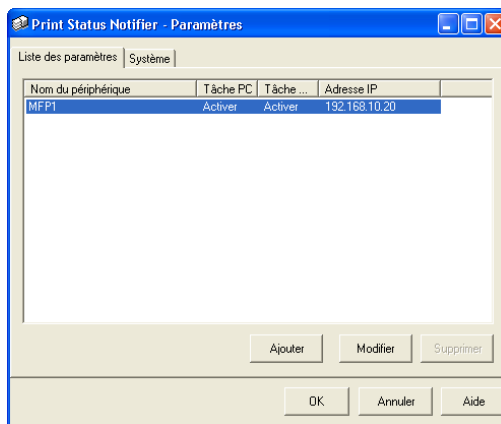 Print Status Notifier - Paramètres
Liste des paramètres Système
Nom du périphérique Tâche PC Tâche ... Adresse IP
MFP1 Activer Activer 192.168.10.20
Ajouter Modifier Supprimer
OK Annuler Aide